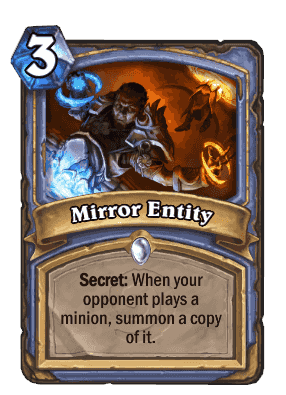 3
Mirror Entity
Secret: When your
opponent plays a
minion, summon a copy
of it.